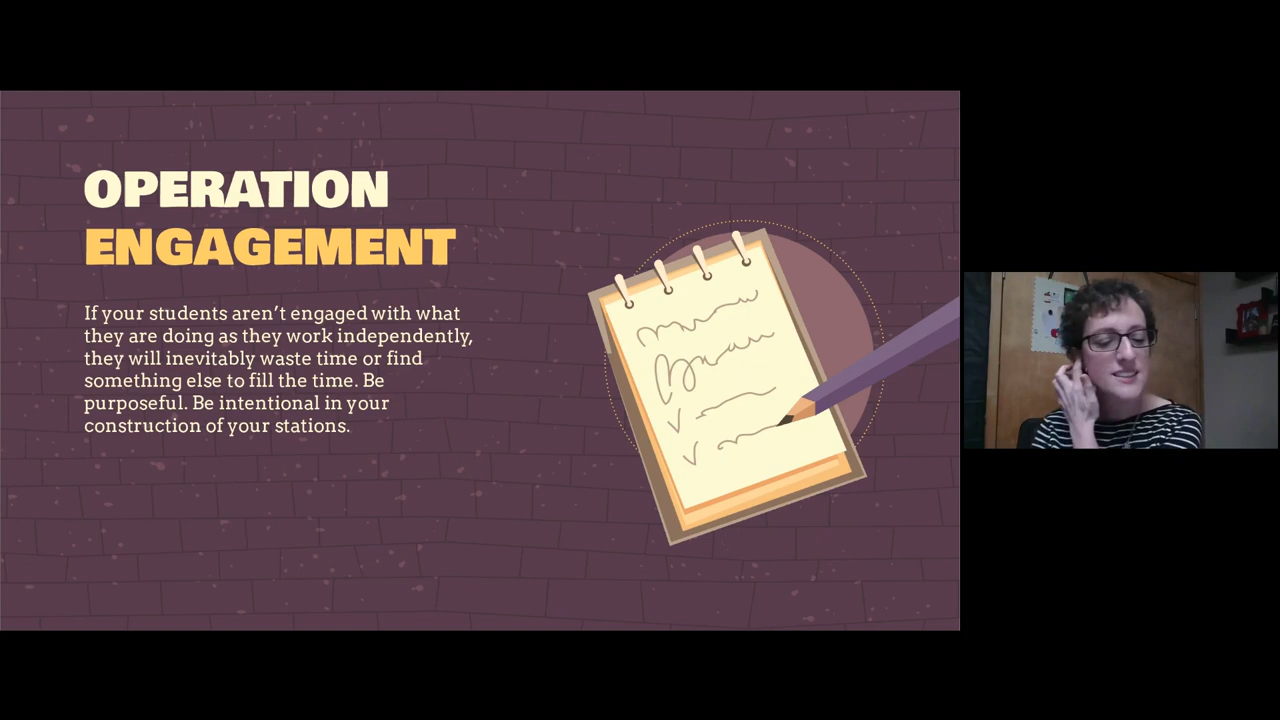 OPERATION
ENGAGEMENT
If your students aren’t engaged with what
they are doing as they work independently,
they will inevitably waste time or find
something else to fill the time. Be
purposeful. Be intentional in your
construction of your stations.